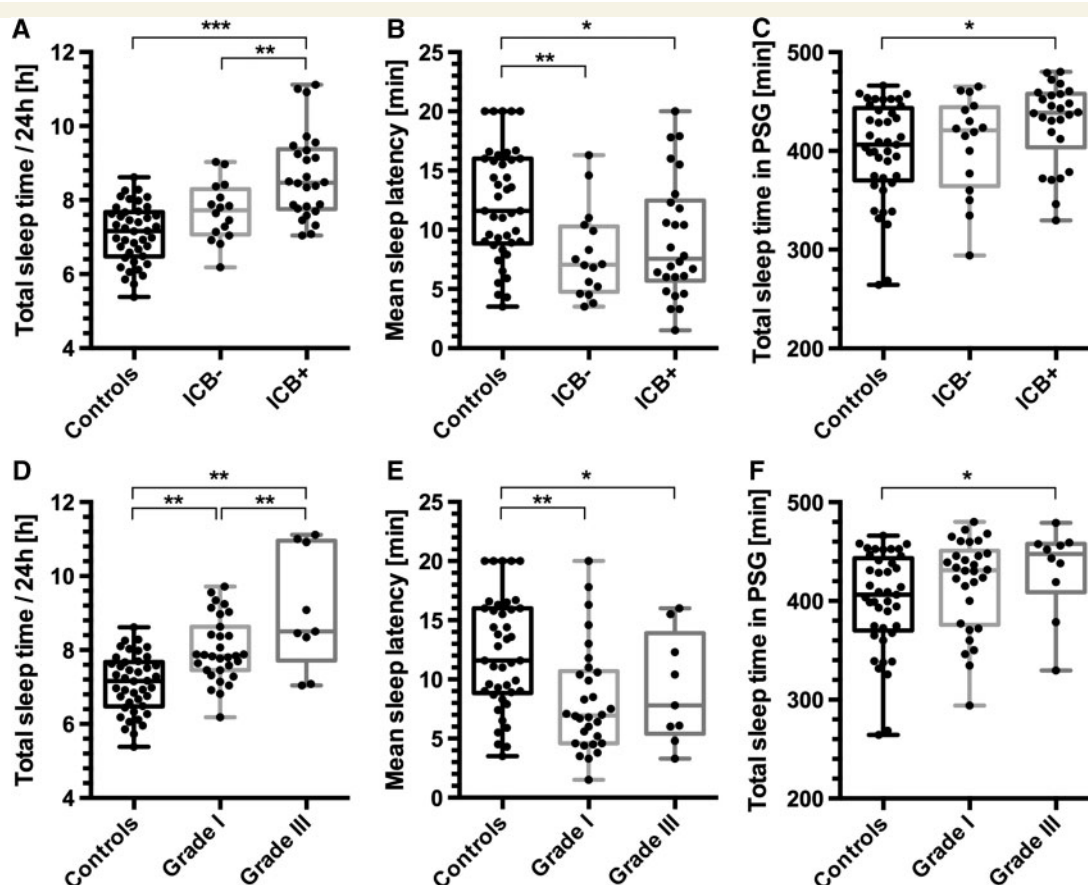 A
Total sleep time / 24h [h]
12
10
8
6
4
***
**
Controls
ICB-
ICB+
B
Mean sleep latency [min]
25
20
15
10
5
0
*
**
Controls
ICB-
ICB+
C
Total sleep time in PSG [min]
500
400
300
200
*
Controls
ICB-
ICB+
D
Total sleep time / 24h [h]
12
10
8
6
4
**
** **
Controls
Grade I
Grade III
E
Mean sleep latency [min]
25
20
15
10
5
0
*
**
Controls
Grade I
Grade III
F
Total sleep time in PSG [min]
500
400
300
200
*
Controls
Grade I
Grade III